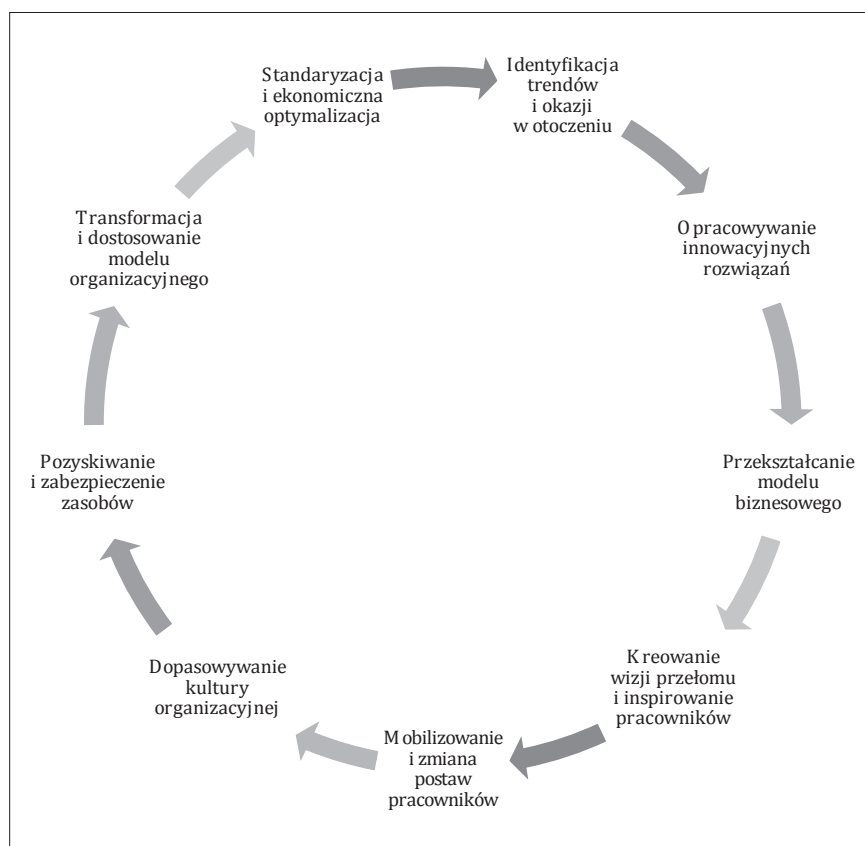 Standaryzacja
i ekonomiczna
optymalizacja
Identyfikacja
trendów
i okazji
w otoczeniu
Opracowywanie
innowacyjnych
rozwiązań
Przekształcanie
modelu
biznesowego
Kreowanie
wizji przełomu
i inspirowanie
pracowników
Mobilizowanie
i zmiana
postaw
pracowników
Dopasowywanie
kultury
organizacyjnej
Pozyskiwanie
i zabezpieczenie
zasobów
Transformacja
i dostosowanie
modelu
organizacyjnego